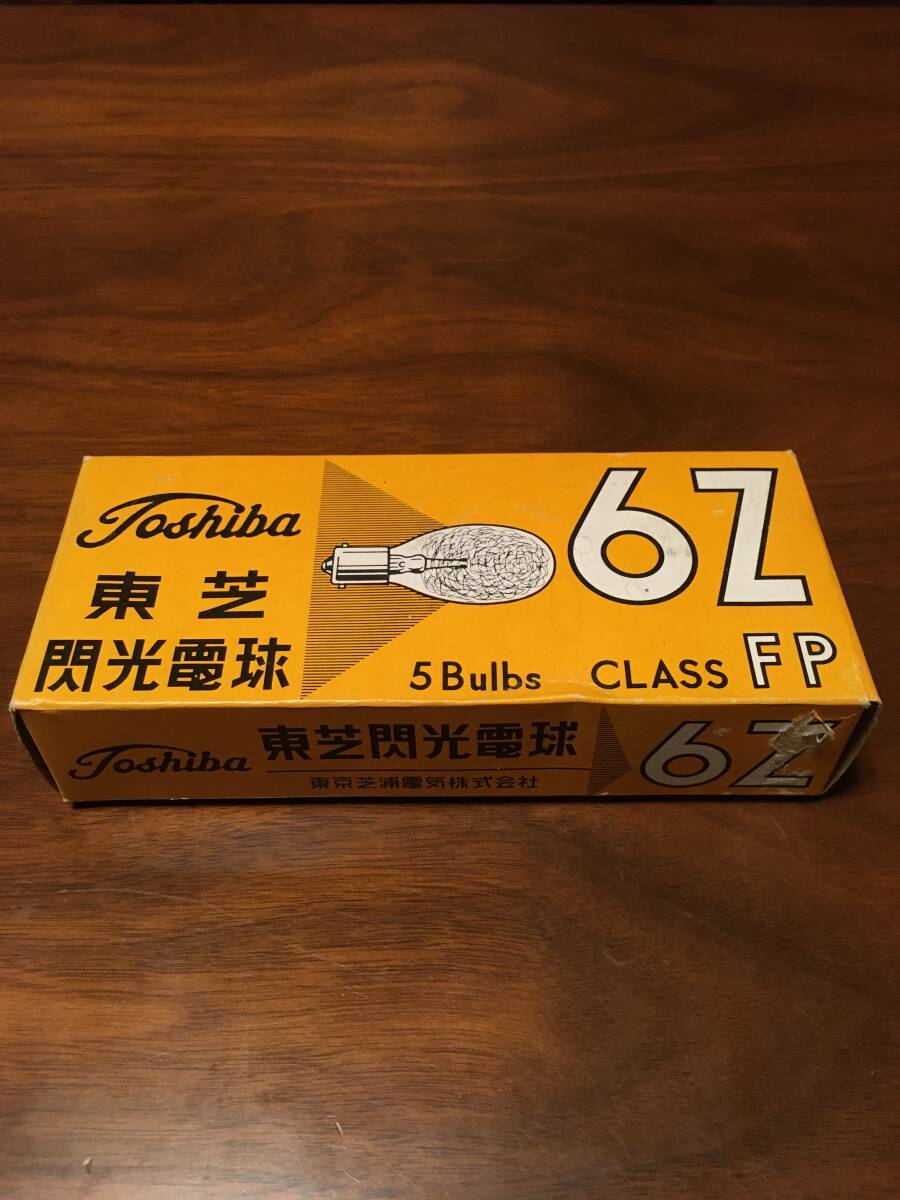 Toshiba
東芝
閃光電球
6Z
5 Bulbs
CLASS FP
Toshiba
東芝閃光電球
東京芝浦電気株式会社
6Z